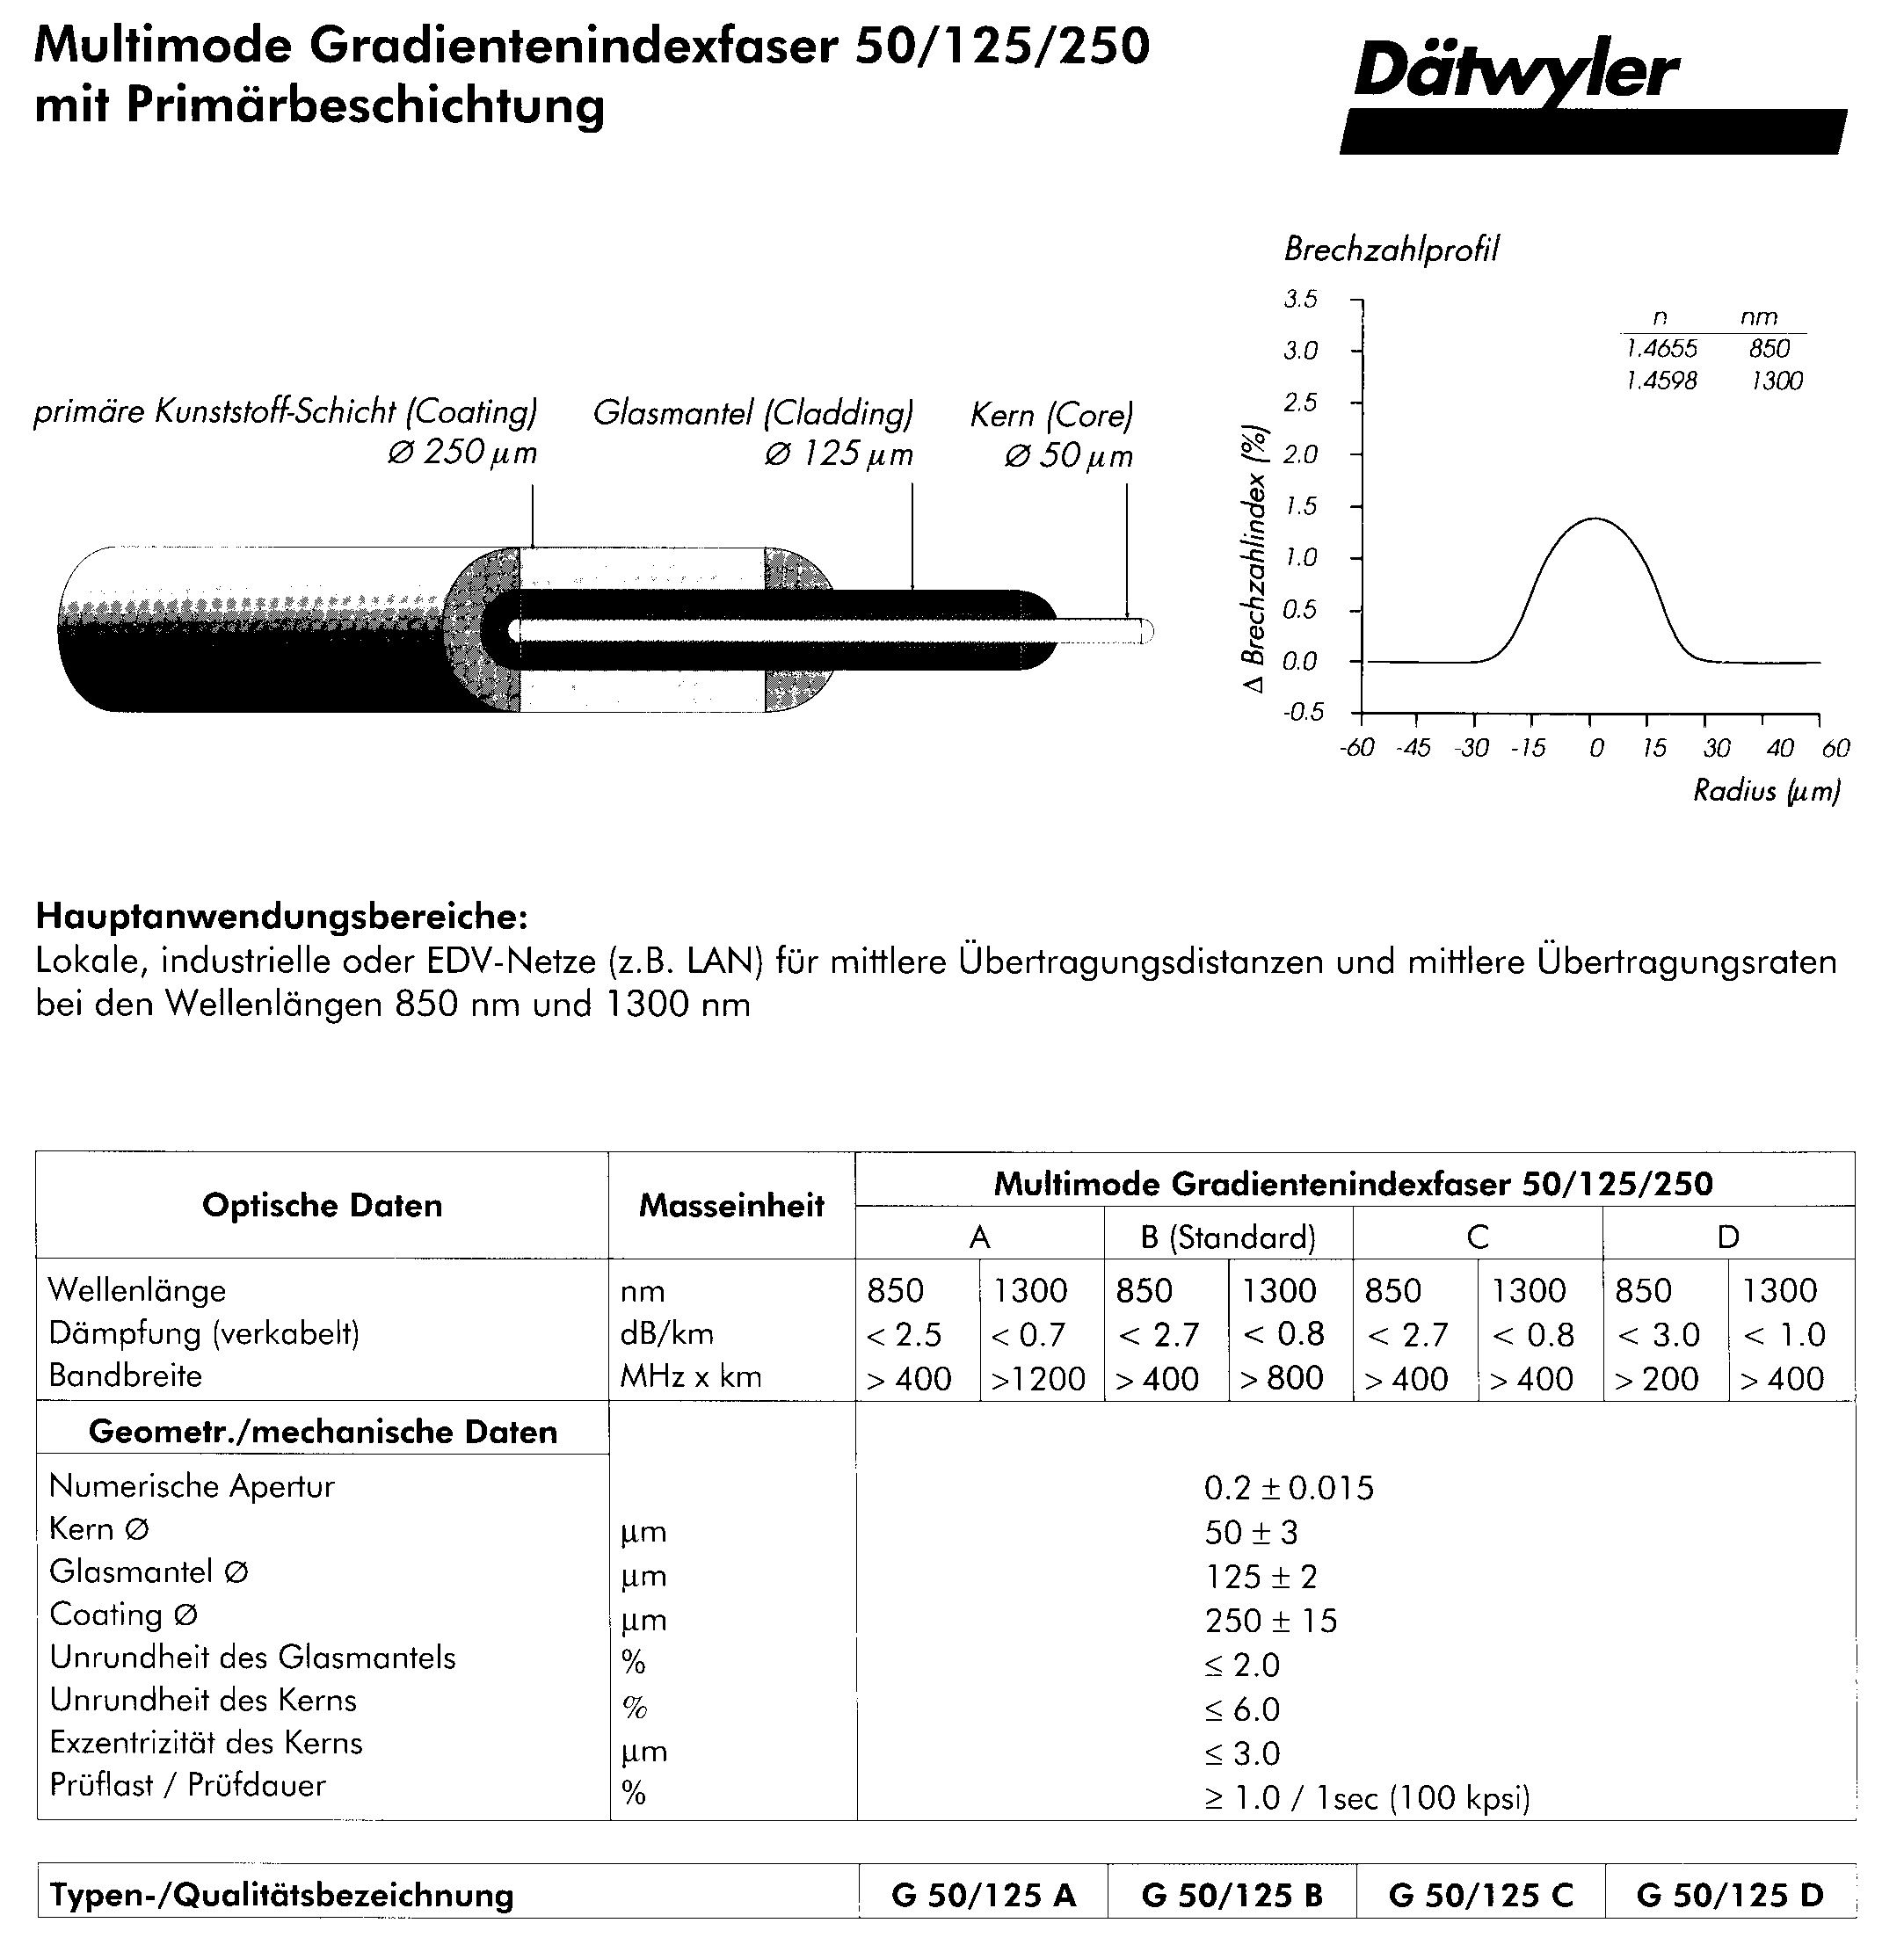 Multimode Gradientenindexfaser 50/125/250
mit Primärbeschichtung
Dätwyler
primäre Kunststoff-Schicht (Coating)
Ø 250 µm
Glasmantel (Cladding)
Ø 125 µm
Kern (Core)
Ø 50 µm
Brechzahlprofil
n nm
1.4655 850
1.4598 1300
Δ Brechzahlindex (%)
3.5
3.0
2.5
2.0
1.5
1.0
0.5
0.0
-0.5
-60 -45 -30 -15 0 15 30 40 60
Radius (µm)
Hauptanwendungsbereiche:
Lokale, industrielle oder EDV-Netze (z.B. LAN) für mittlere Übertragungsdistanzen und mittlere Übertragungsraten
bei den Wellenlängen 850 nm und 1300 nm
Optische Daten Masseinheit Multimode Gradientenindexfaser 50/125/250
A B (Standard) C D
Wellenlänge nm 850 1300 850 1300 850 1300 850 1300
Dämpfung (verkabelt) dB/km < 2.5 < 0.7 < 2.7 < 0.8 < 2.7 < 0.8 < 3.0 < 1.0
Bandbreite MHz x km > 400 >1200 > 400 > 800 > 400 > 400 > 200 > 400
Geometr./mechanische Daten
Numerische Apertur 0.2 ± 0.015
Kern Ø µm 50 ± 3
Glasmantel Ø µm 125 ± 2
Coating Ø µm 250 ± 15
Unrundheit des Glasmantels % ≤ 2.0
Unrundheit des Kerns % ≤ 6.0
Exzentrizität des Kerns µm ≤ 3.0
Prüflast / Prüfdauer % ≥ 1.0 / 1sec (100 kpsi)
Typen-/Qualitätsbezeichnung G 50/125 A G 50/125 B G 50/125 C G 50/125 D